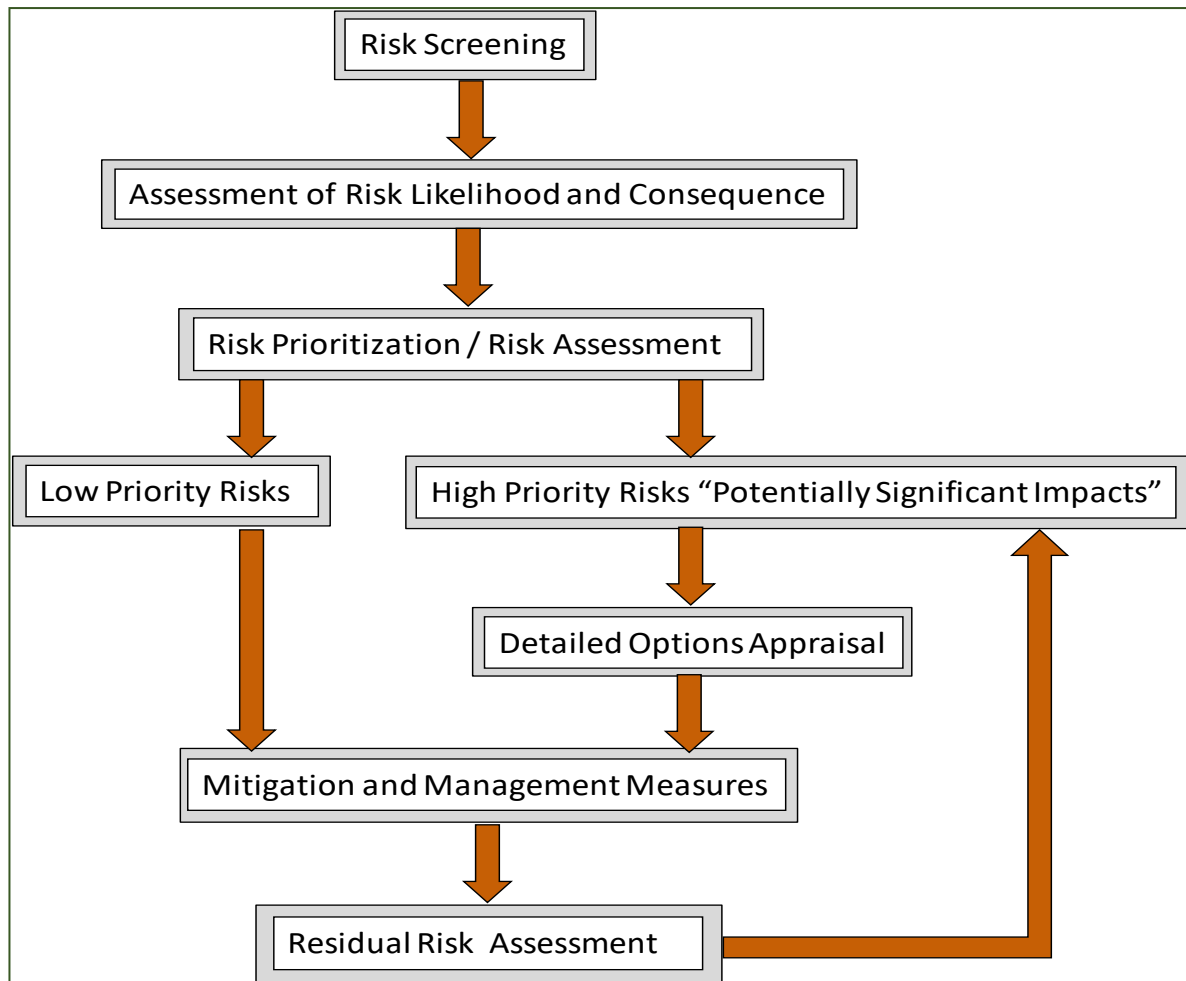 Risk Screening
Assessment of Risk Likelihood and Consequence
Risk Prioritization / Risk Assessment
Low Priority Risks
High Priority Risks “Potentially Significant Impacts”
Detailed Options Appraisal
Mitigation and Management Measures
Residual Risk Assessment